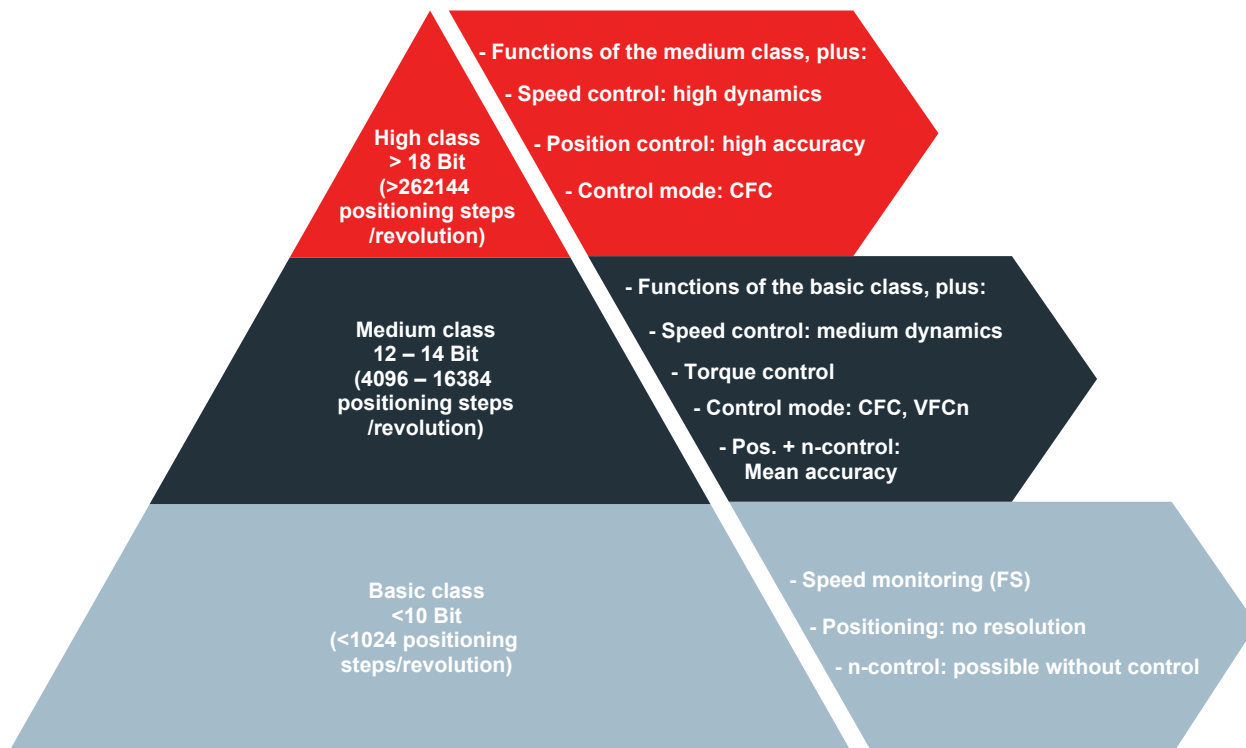 High class
> 18 Bit
(>262144
positioning steps
/revolution)
- Functions of the medium class, plus:
- Speed control: high dynamics
- Position control: high accuracy
- Control mode: CFC
Medium class
12 – 14 Bit
(4096 – 16384
positioning steps
/revolution)
- Functions of the basic class, plus:
- Speed control: medium dynamics
- Torque control
- Control mode: CFC, VFCn
- Pos. + n-control:
Mean accuracy
Basic class
<10 Bit
(<1024 positioning
steps/revolution)
- Speed monitoring (FS)
- Positioning: no resolution
- n-control: possible without control